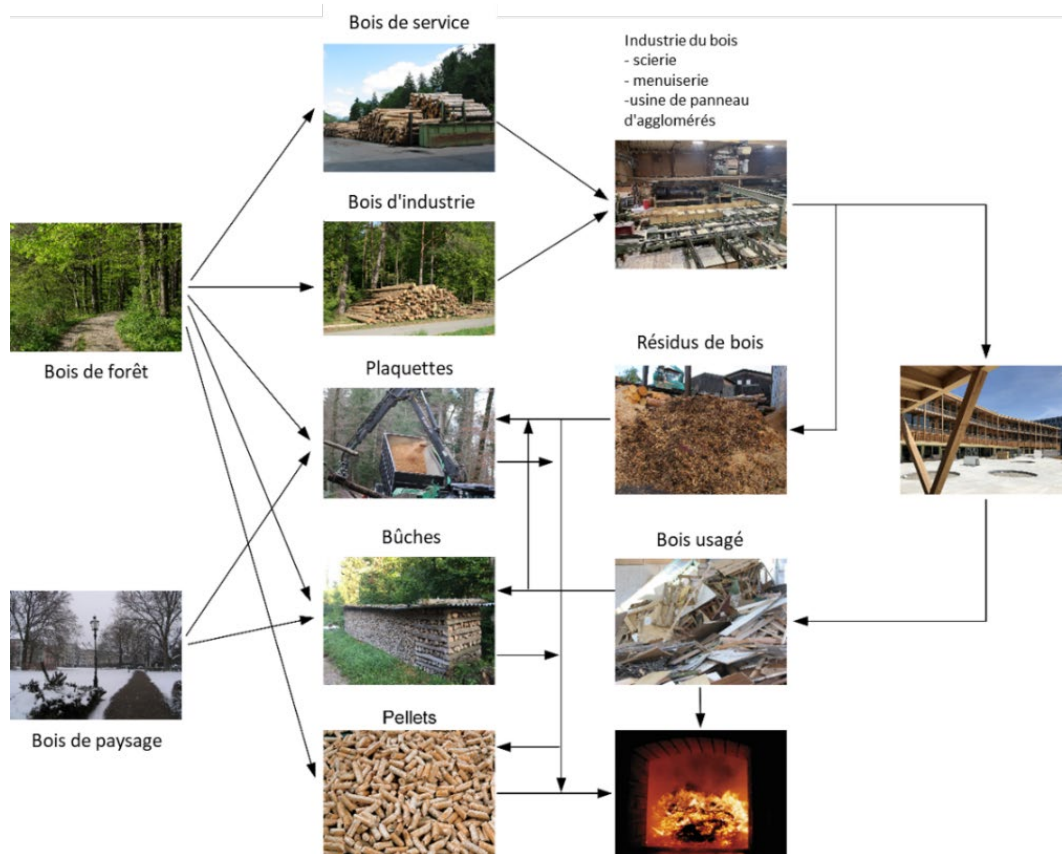 Bois de service
Industrie du bois
- scierie
- menuiserie
-usine de panneau
d'agglomérés
Bois d'industrie
Bois de forêt
Plaquettes
Résidus de bois
Bûches
Bois usagé
Bois de paysage
Pellets